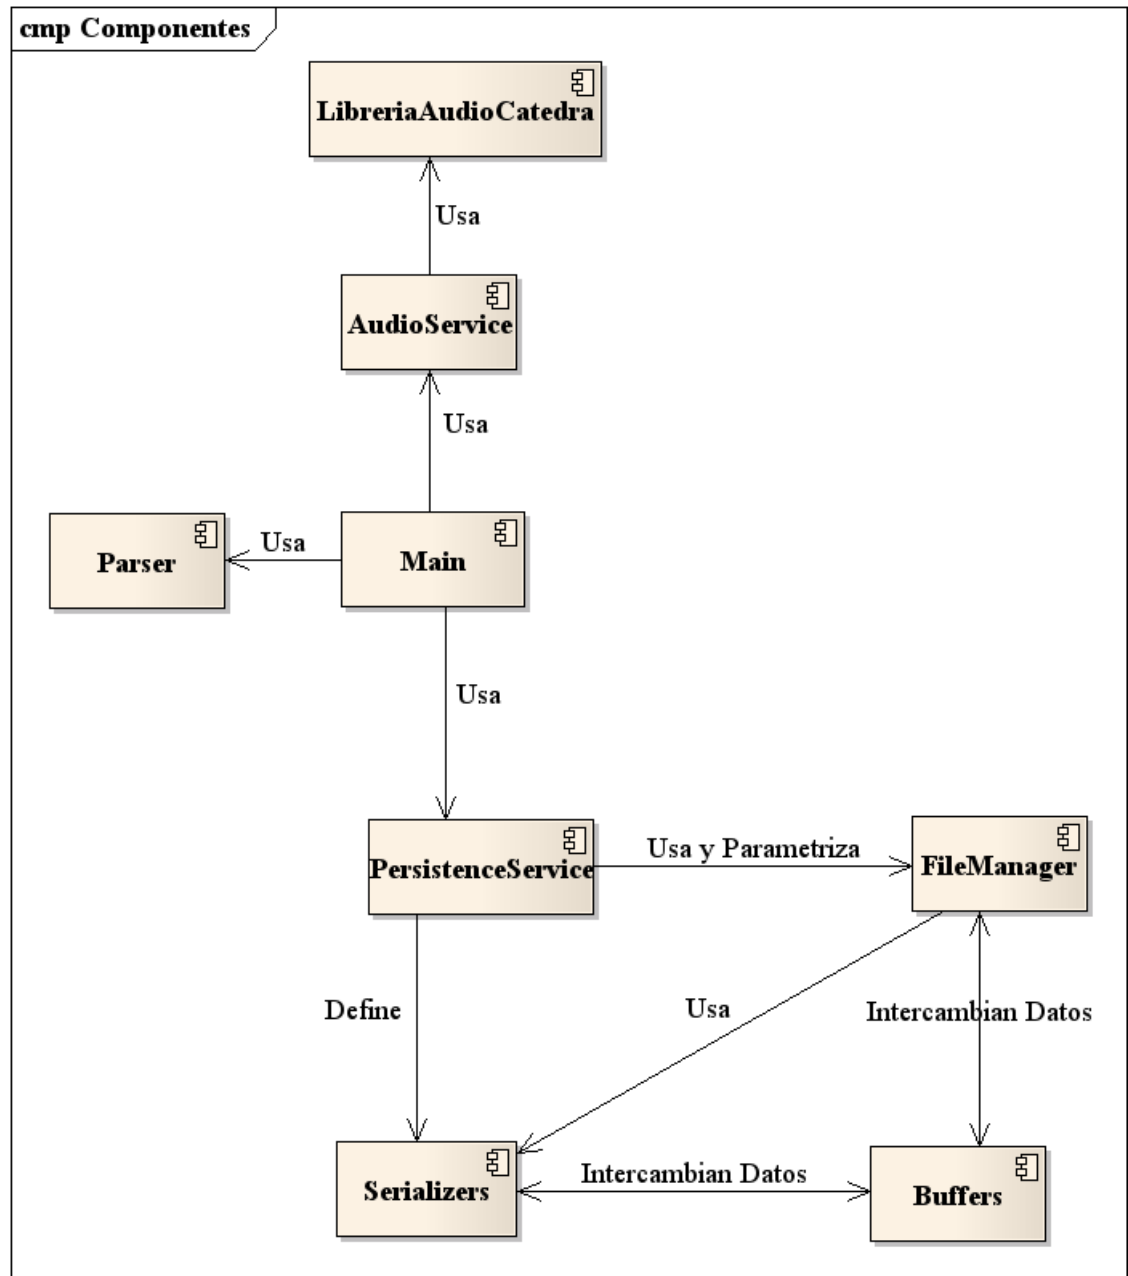 cmp Componentes
LibreriaAudioCatedra
Usa
AudioService
Usa
Parser
Usa
Main
Usa
PersistenceService
Usa y Parametriza
FileManager
Define
Usa
Intercambian Datos
Serializers
Intercambian Datos
Buffers